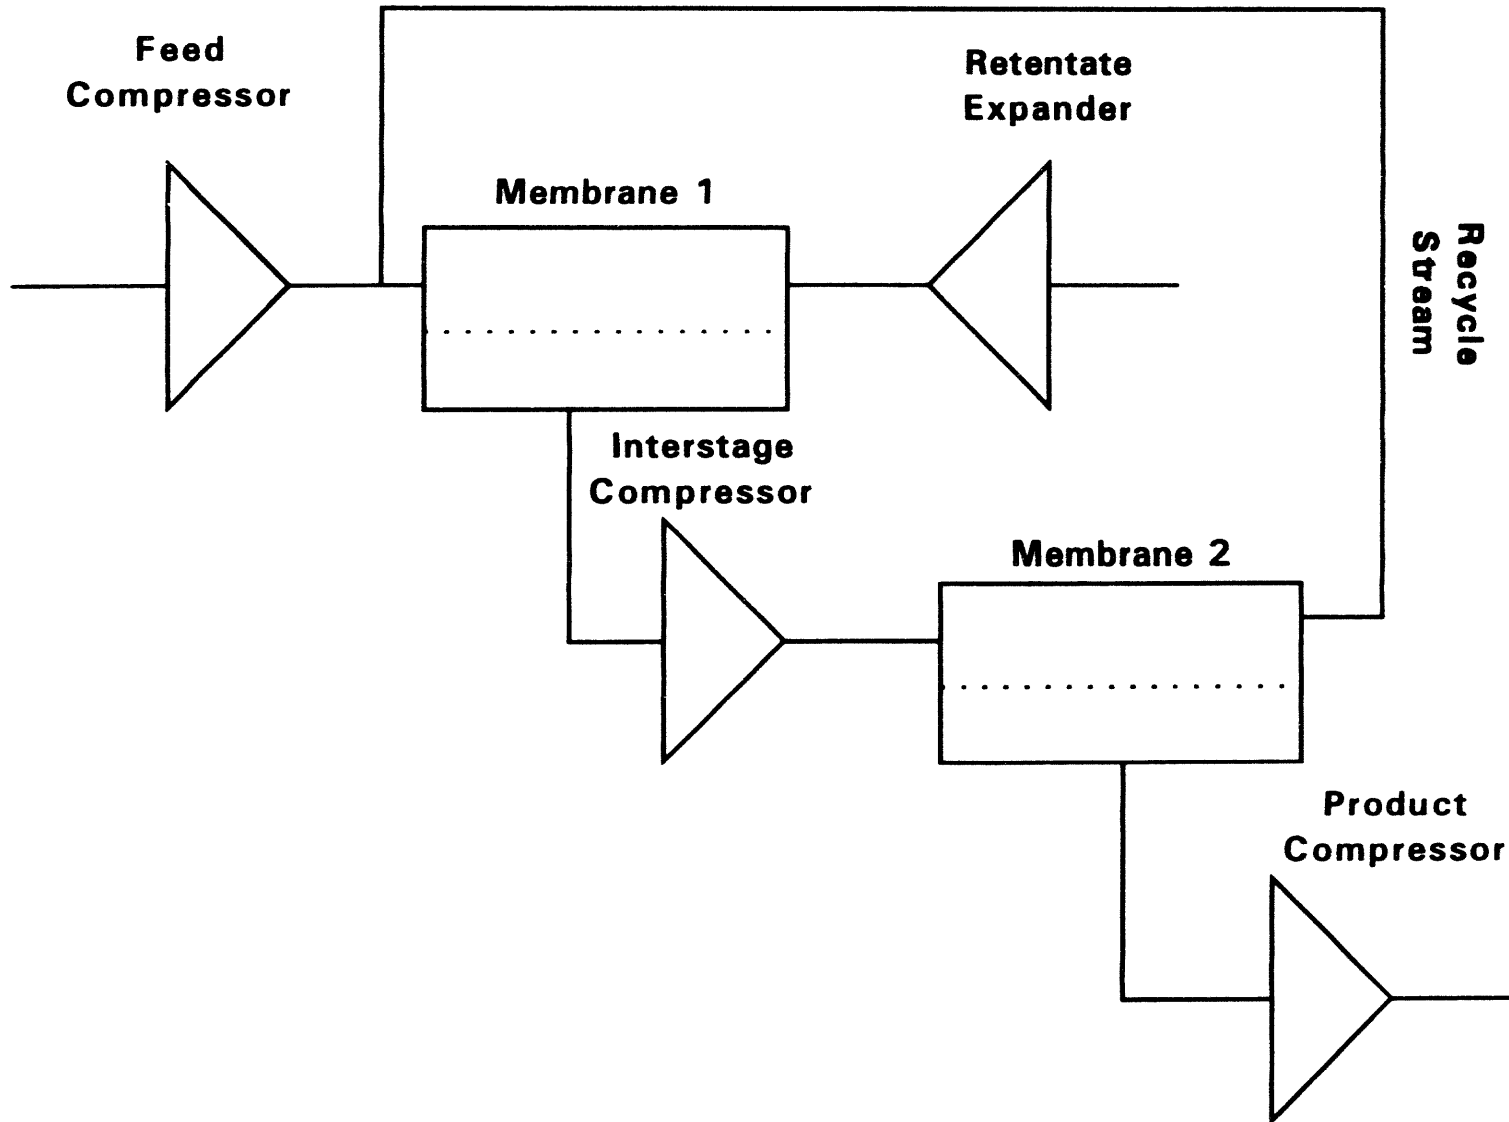 Feed
Compressor
Retentate
Expander
Membrane 1
Recycle
Stream
Interstage
Compressor
Membrane 2
Product
Compressor